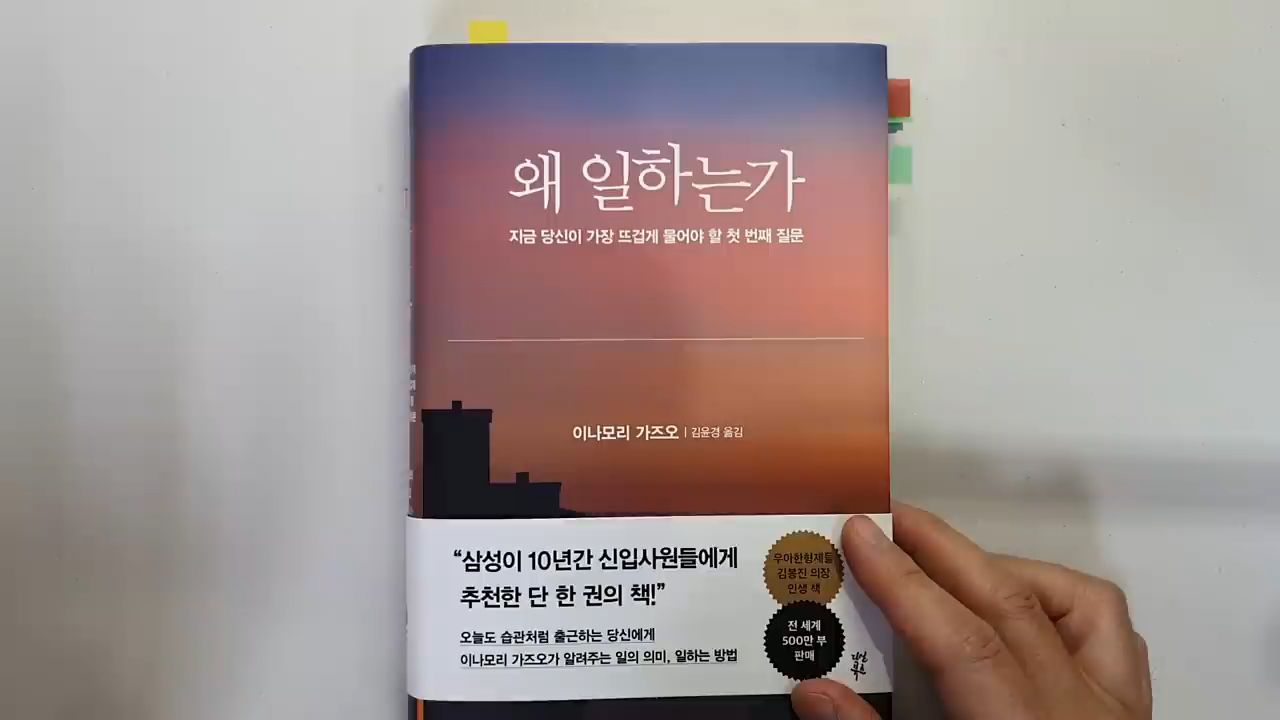 왜 일하는가
지금 당신이 가장 뜨겁게 물어야 할 첫 번째 질문
이나모리 가즈오 | 김윤경 옮김
“삼성이 10년간 신입사원들에게
추천한 단 한 권의 책!”
오늘도 습관처럼 출근하는 당신에게
이나모리 가즈오가 알려주는 일의 의미, 일하는 방법
우아한형제들
김봉진 의장
인생 책
전 세계
500만 부
판매
다산
북스